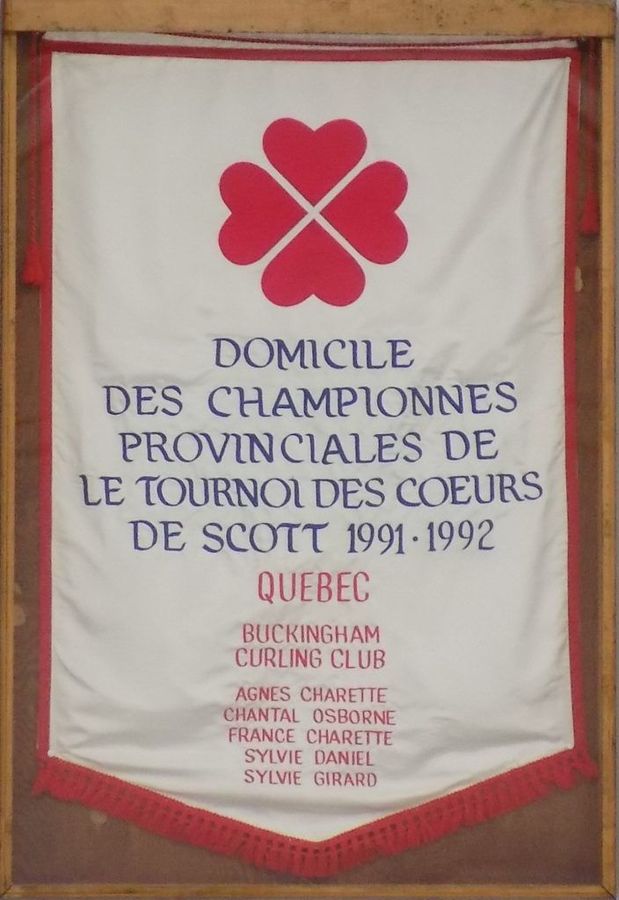 DOMICILE
DES CHAMPIONNES
PROVINCIALES DE
LE TOURNOI DES COEURS
DE SCOTT 1991·1992
QUEBEC
BUCKINGHAM
CURLING CLUB
AGNES CHARETTE
CHANTAL OSBORNE
FRANCE CHARETTE
SYLVIE DANIEL
SYLVIE GIRARD